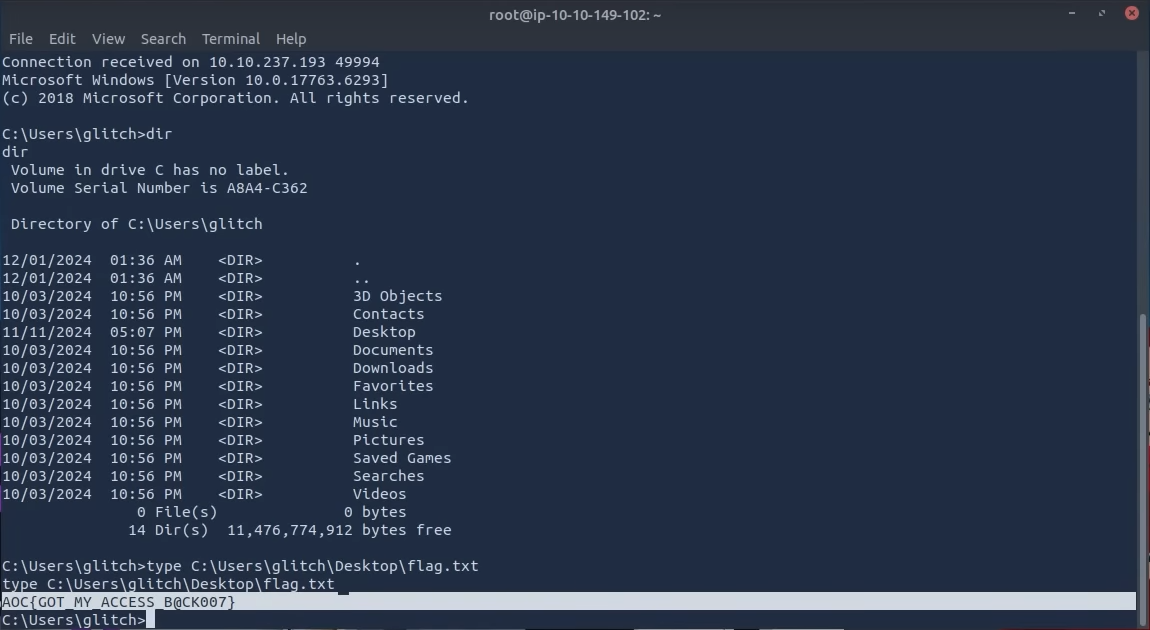 root@ip-10-10-149-102: ~
File Edit View Search Terminal Help
Connection received on 10.10.237.193 49994
Microsoft Windows [Version 10.0.17763.6293]
(c) 2018 Microsoft Corporation. All rights reserved.
C:\Users\glitch>dir
dir
 Volume in drive C has no label.
 Volume Serial Number is A8A4-C362
 Directory of C:\Users\glitch
12/01/2024  01:36 AM    <DIR>          .
12/01/2024  01:36 AM    <DIR>          ..
10/03/2024  10:56 PM    <DIR>          3D Objects
10/03/2024  10:56 PM    <DIR>          Contacts
11/11/2024  05:07 PM    <DIR>          Desktop
10/03/2024  10:56 PM    <DIR>          Documents
10/03/2024  10:56 PM    <DIR>          Downloads
10/03/2024  10:56 PM    <DIR>          Favorites
10/03/2024  10:56 PM    <DIR>          Links
10/03/2024  10:56 PM    <DIR>          Music
10/03/2024  10:56 PM    <DIR>          Pictures
10/03/2024  10:56 PM    <DIR>          Saved Games
10/03/2024  10:56 PM    <DIR>          Searches
10/03/2024  10:56 PM    <DIR>          Videos
               0 File(s)              0 bytes
              14 Dir(s)  11,476,774,912 bytes free
C:\Users\glitch>type C:\Users\glitch\Desktop\flag.txt
type C:\Users\glitch\Desktop\flag.txt
AOC{GOT_MY_ACCESS_B@CK007}
C:\Users\glitch>